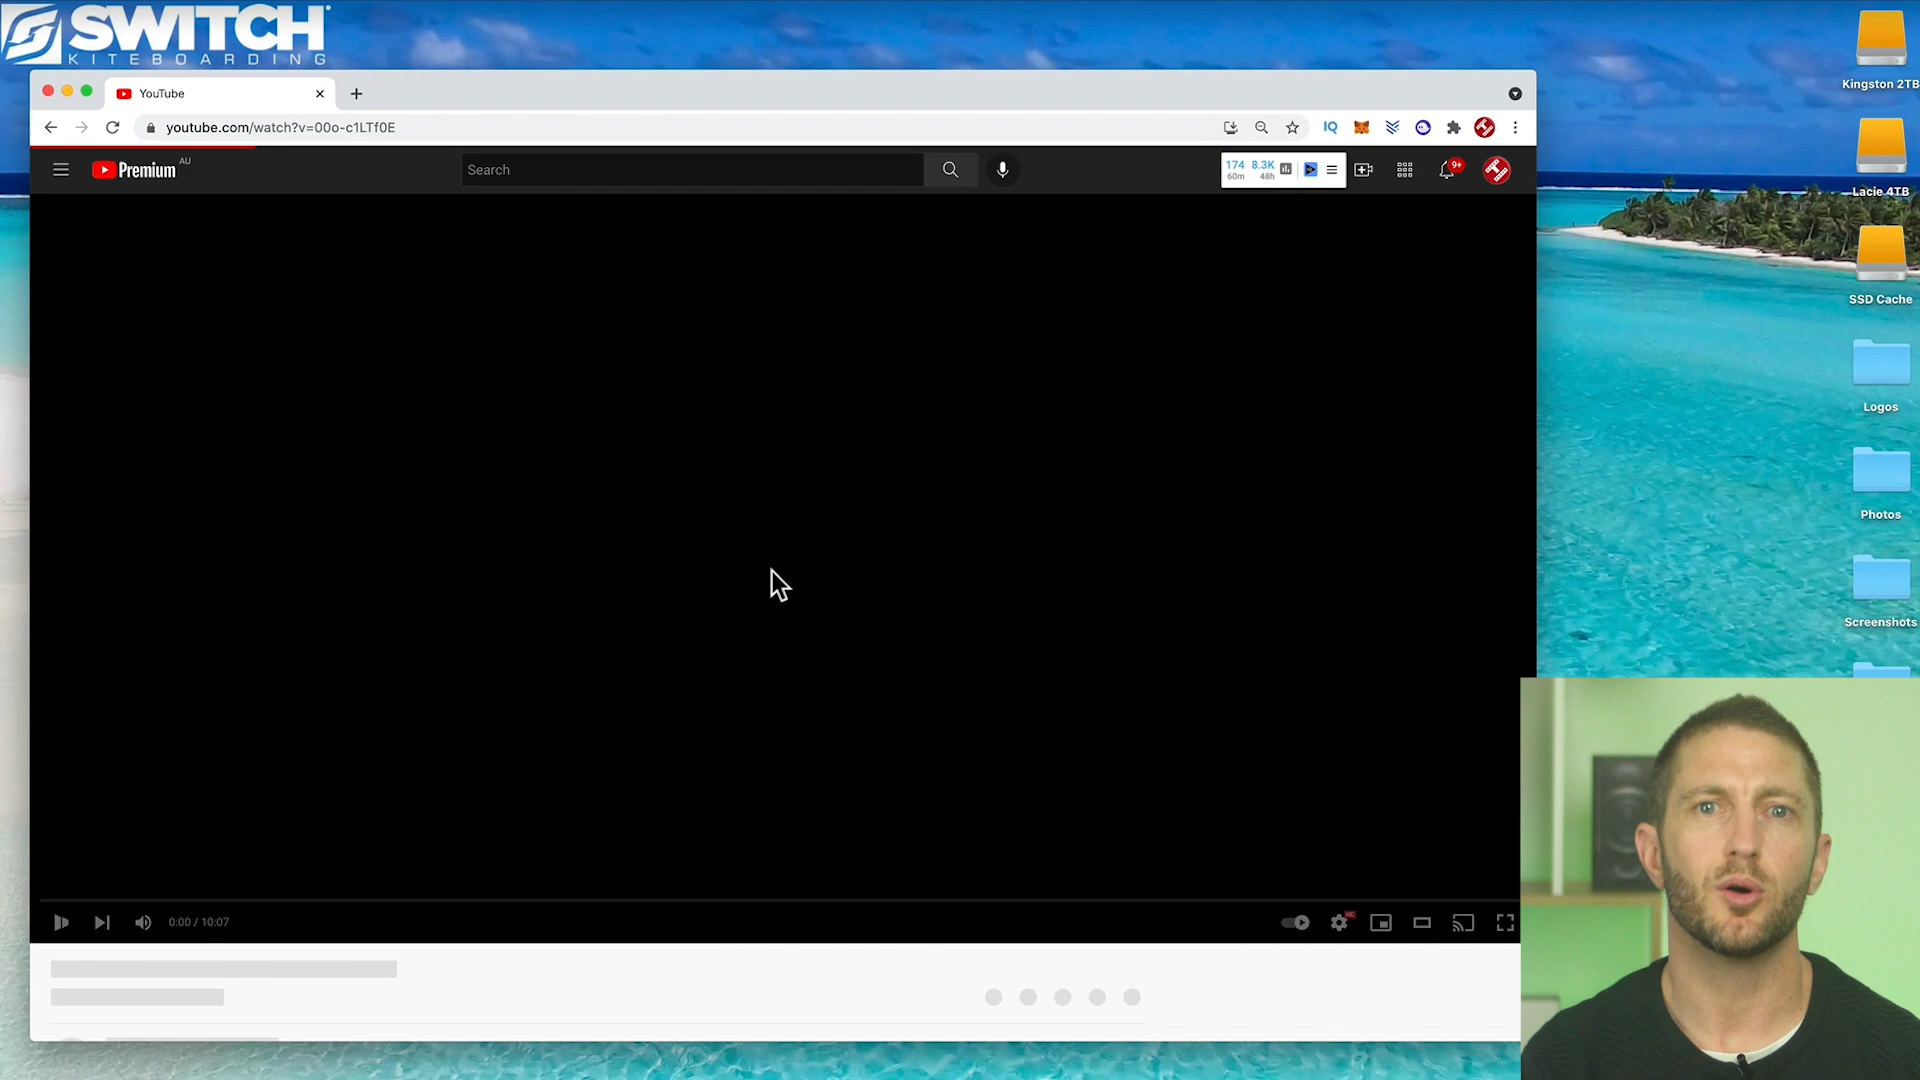 SWITCH
KITEBOARDING
YouTube
youtube.com/watch?v=00o-c1LTf0E
IQ
Premium AU
Search
174 8.3K
60m 48h
9+
0:00 / 10:07
HD
Kingston 2TB
Lacie 4TB
SSD Cache
Logos
Photos
Screenshots